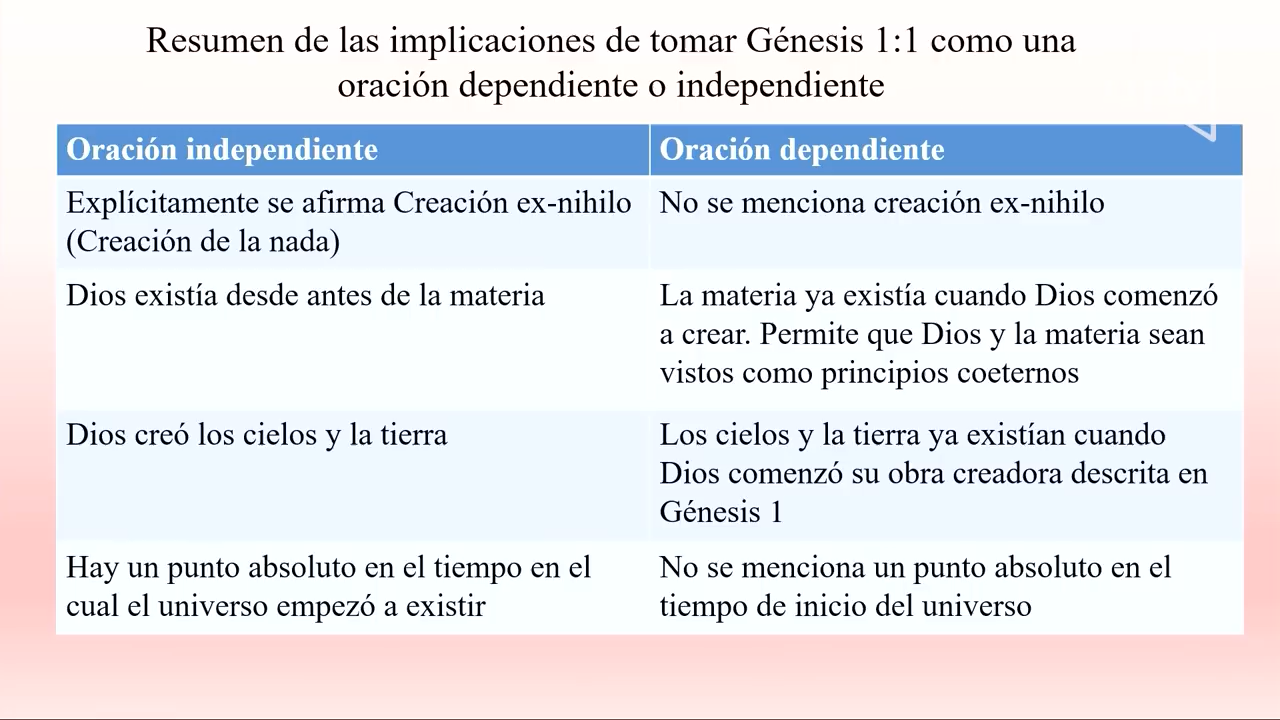 Resumen de las implicaciones de tomar Génesis 1:1 como una
oración dependiente o independiente
Oración independiente
Oración dependiente
Explícitamente se afirma Creación ex-nihilo
(Creación de la nada)
No se menciona creación ex-nihilo
Dios existía desde antes de la materia
La materia ya existía cuando Dios comenzó
a crear. Permite que Dios y la materia sean
vistos como principios coeternos
Dios creó los cielos y la tierra
Los cielos y la tierra ya existían cuando
Dios comenzó su obra creadora descrita en
Génesis 1
Hay un punto absoluto en el tiempo en el
cual el universo empezó a existir
No se menciona un punto absoluto en el
tiempo de inicio del universo